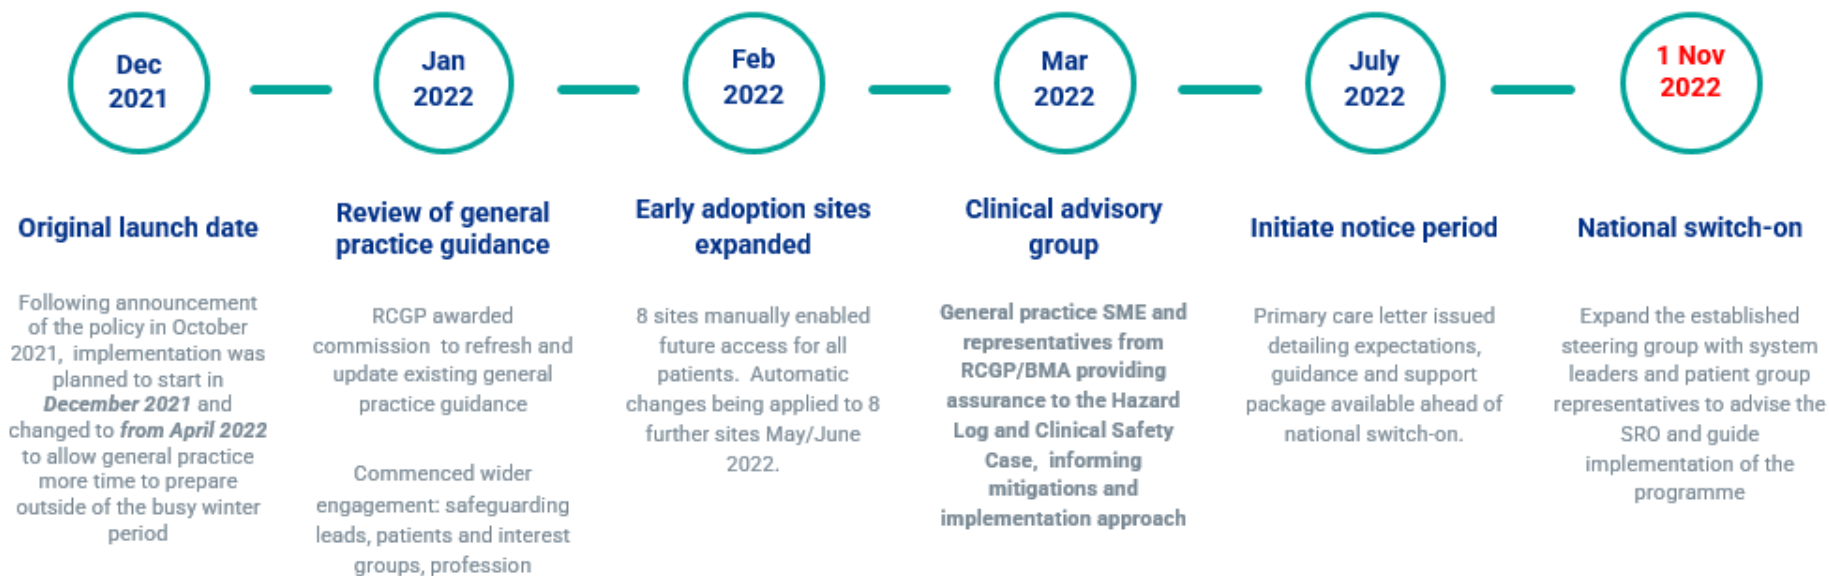 Dec
2021
Original launch date
Following announcement
of the policy in October
2021, implementation was
planned to start in
December 2021 and
changed to from April 2022
to allow general practice
more time to prepare
outside of the busy winter
period
Jan
2022
Review of general
practice guidance
RCGP awarded
commission to refresh and
update existing general
practice guidance
Commenced wider
engagement: safeguarding
leads, patients and interest
groups, profession
Feb
2022
Early adoption sites
expanded
8 sites manually enabled
future access for all
patients. Automatic
changes being applied to 8
further sites May/June
2022.
Mar
2022
Clinical advisory
group
General practice SME and
representatives from
RCGP/BMA providing
assurance to the Hazard
Log and Clinical Safety
Case, informing
mitigations and
implementation approach
July
2022
Initiate notice period
Primary care letter issued
detailing expectations,
guidance and support
package available ahead of
national switch-on.
1 Nov
2022
National switch-on
Expand the established
steering group with system
leaders and patient group
representatives to advise the
SRO and guide
implementation of the
programme